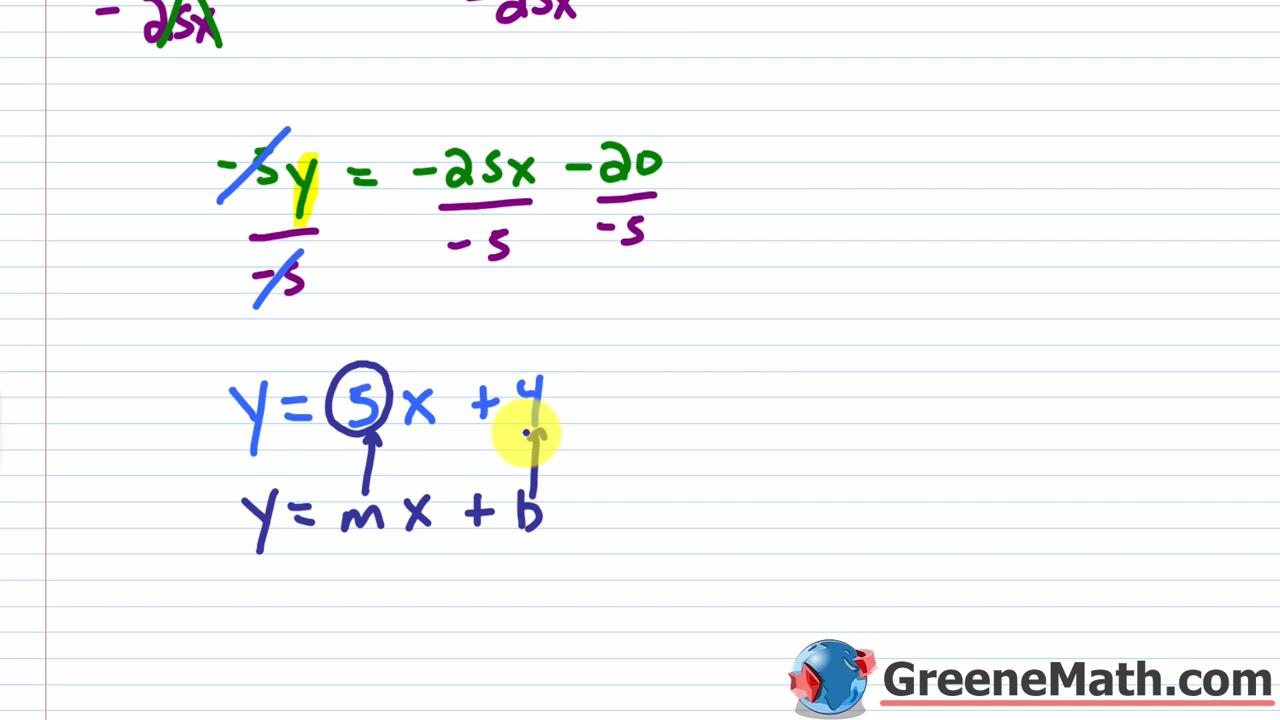 - 25x -25x
-5y = -25x -20
-5 -5 -5
y = 5x + 4
y = mx + b
GreeneMath.com